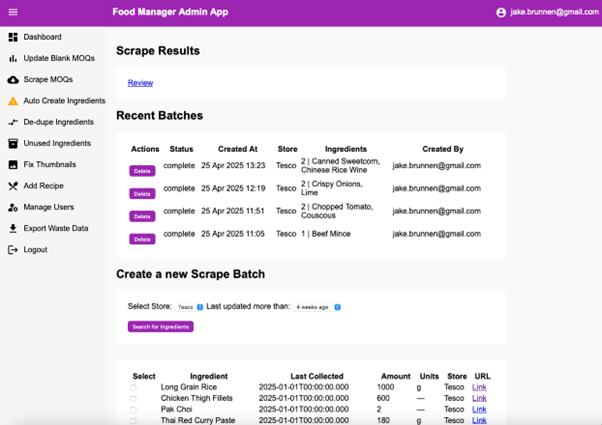 Food Manager Admin App jake.brunnen@gmail.com
Dashboard
Update Blank MOQs
Scrape MOQs
Auto Create Ingredients
De-dupe Ingredients
Unused Ingredients
Fix Thumbnails
Add Recipe
Manage Users
Export Waste Data
Logout
Scrape Results
Review
Recent Batches
Actions Status Created At Store Ingredients Created By
Delete complete 25 Apr 2025 13:23 Tesco 2 | Canned Sweetcorn, jake.brunnen@gmail.com
Chinese Rice Wine
Delete complete 25 Apr 2025 12:19 Tesco 2 | Crispy Onions, jake.brunnen@gmail.com
Lime
Delete complete 25 Apr 2025 11:51 Tesco 2 | Chopped Tomato, jake.brunnen@gmail.com
Couscous
Delete complete 25 Apr 2025 11:05 Tesco 1 | Beef Mince jake.brunnen@gmail.com
Create a new Scrape Batch
Select Store: Tesco Last updated more than: 4 weeks ago
Search for Ingredients
Select Ingredient Last Collected Amount Units Store URL
Long Grain Rice 2025-01-01T00:00:00.000 1000 g Tesco Link
Chicken Thigh Fillets 2025-01-01T00:00:00.000 600 — Tesco Link
Pak Choi 2025-01-01T00:00:00.000 2 — Tesco Link
Thai Red Curry Paste 2025-01-01T00:00:00.000 180 g Tesco Link